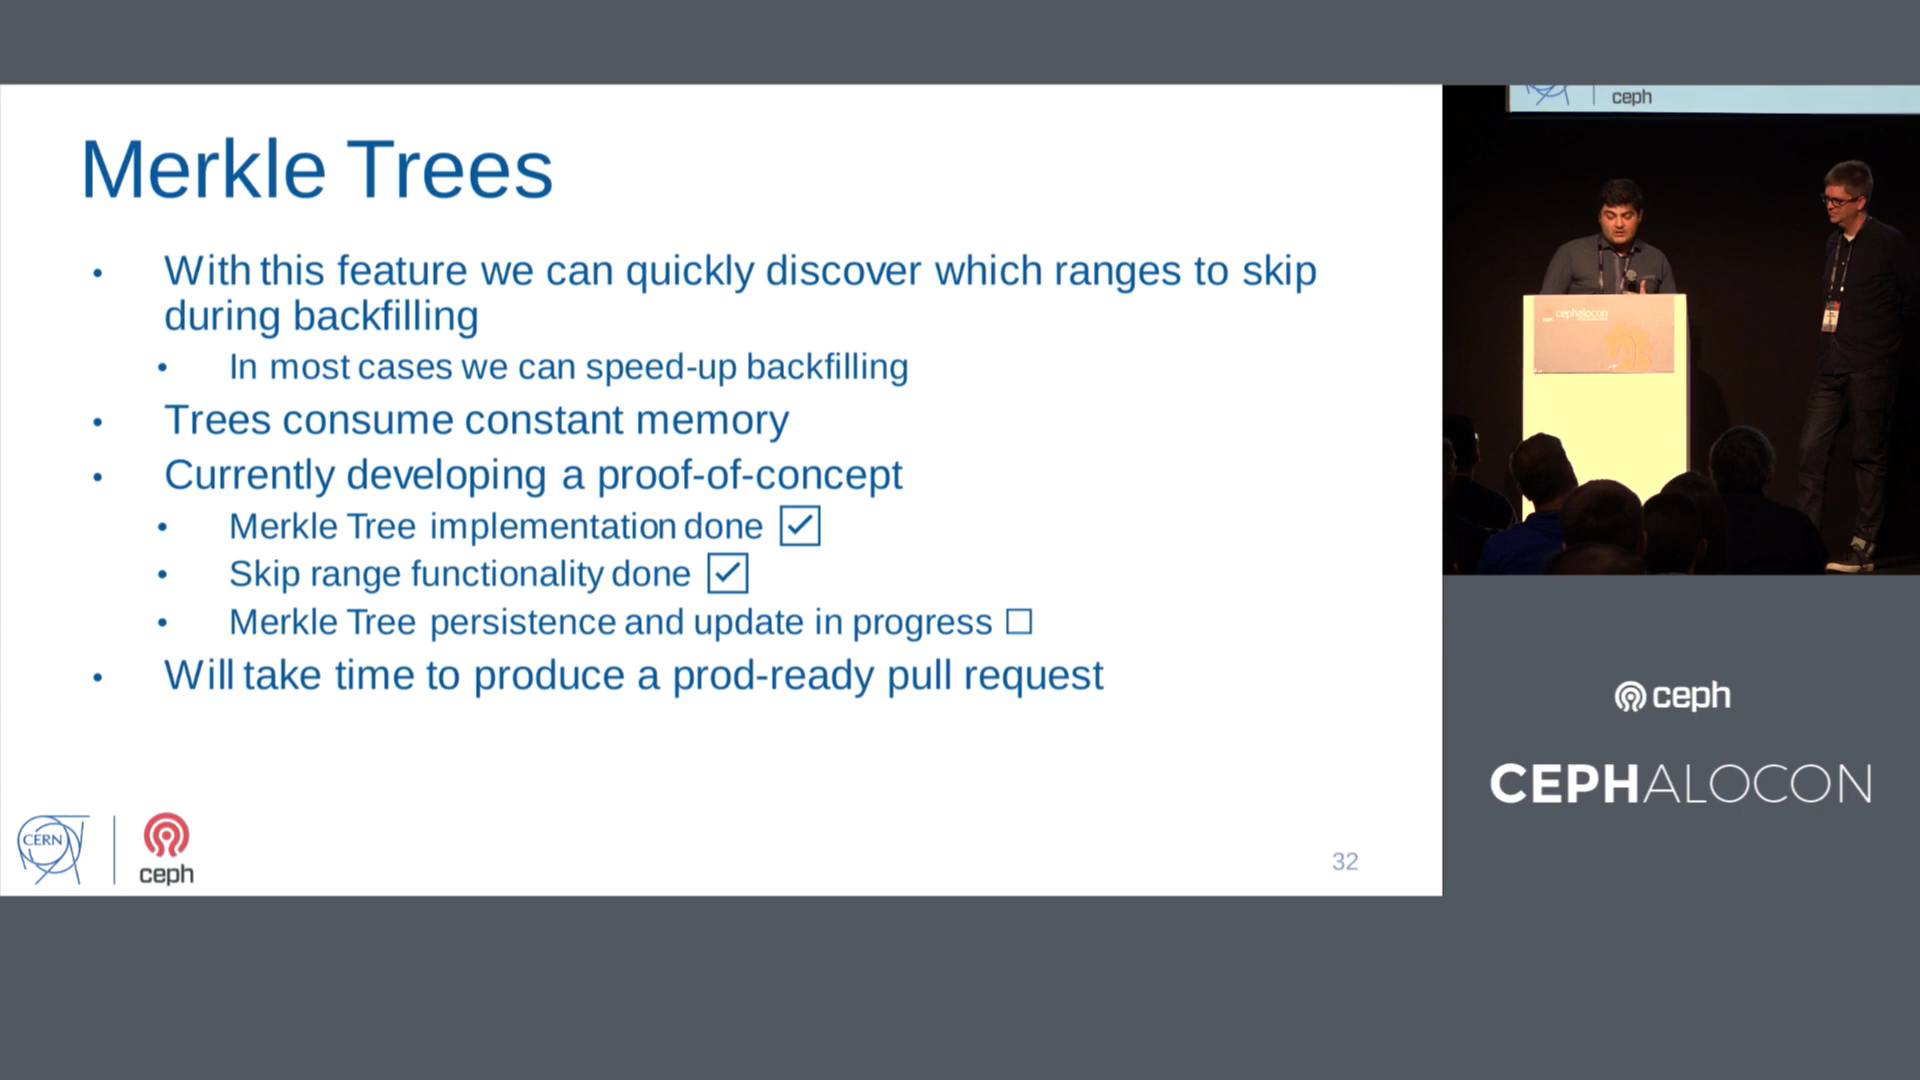 Merkle Trees
• With this feature we can quickly discover which ranges to skip
during backfilling
• In most cases we can speed-up backfilling
• Trees consume constant memory
• Currently developing a proof-of-concept
• Merkle Tree implementation done ☑
• Skip range functionality done ☑
• Merkle Tree persistence and update in progress ☐
• Will take time to produce a prod-ready pull request
CERN
ceph
32
ceph
cephalocon
ceph
CEPHALOCON